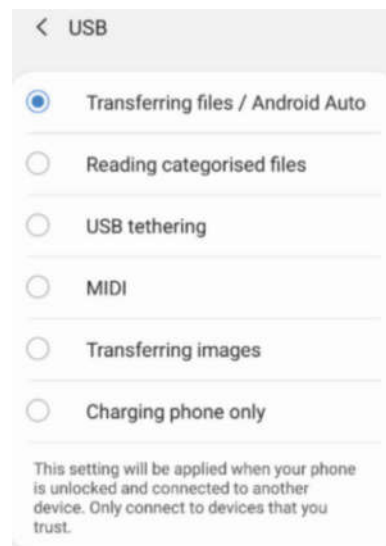 USB
Transferring files / Android Auto
Reading categorised files
USB tethering
MIDI
Transferring images
Charging phone only
This setting will be applied when your phone
is unlocked and connected to another
device. Only connect to devices that you
trust.